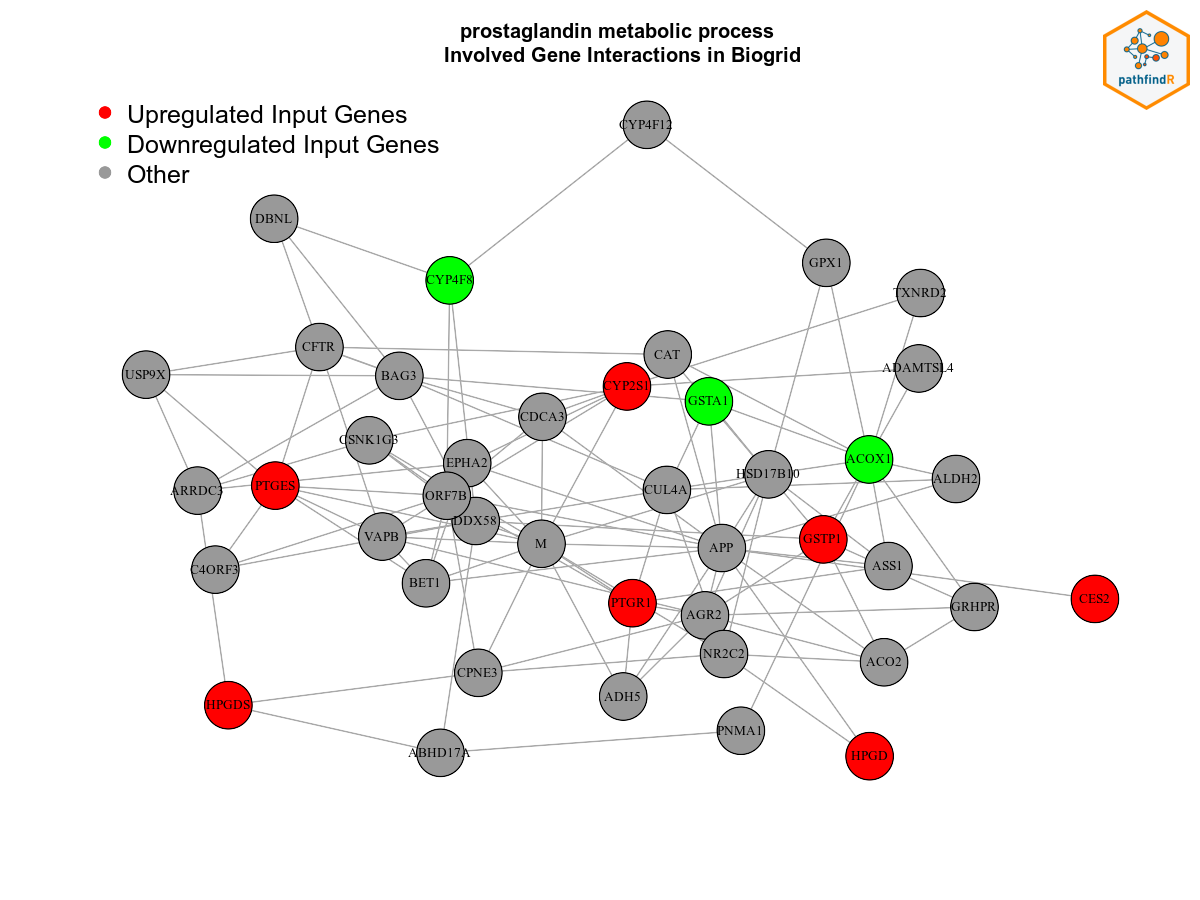 prostaglandin metabolic process
Involved Gene Interactions in Biogrid
pathfindR
Upregulated Input Genes
Downregulated Input Genes
Other
CYP4F12
DBNL
CYP4F8
GPX1
TXNRD2
CFTR
CAT
USP9X
BAG3
ADAMTSL4
CYP2S1
GSTA1
CDCA3
CSNK1G3
EPHA2
ACOX1
HSD17B10
ALDH2
ARRDC3
PTGES
ORF7B
CUL4A
DDX58
VAPB
M
APP
GSTP1
C4ORF3
BET1
ASS1
PTGR1
AGR2
GRHPR
CES2
NR2C2
ACO2
CPNE3
ADH5
HPGDS
PNMA1
ABHD17A
HPGD